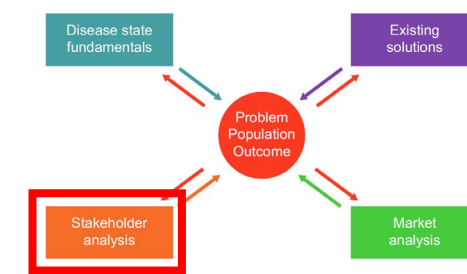 Disease state
fundamentals
Existing
solutions
Problem
Population
Outcome
Stakeholder
analysis
Market
analysis